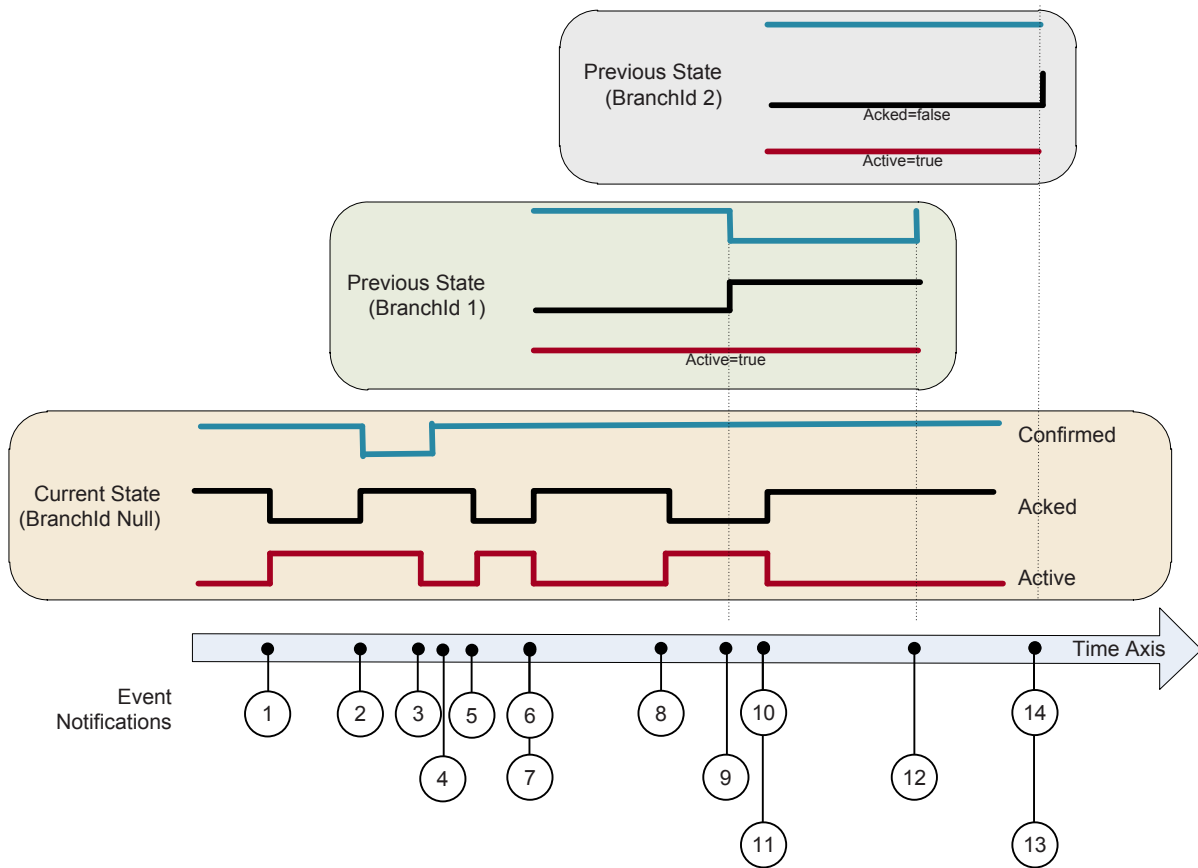 Previous State
(BranchId 2)
Acked=false
Active=true
Previous State
(BranchId 1)
Active=true
Confirmed
Current State
(BranchId Null)
Acked
Active
Time Axis
Event
Notifications
1
2
3
5
6
8
10
14
4
7
9
12
11
13